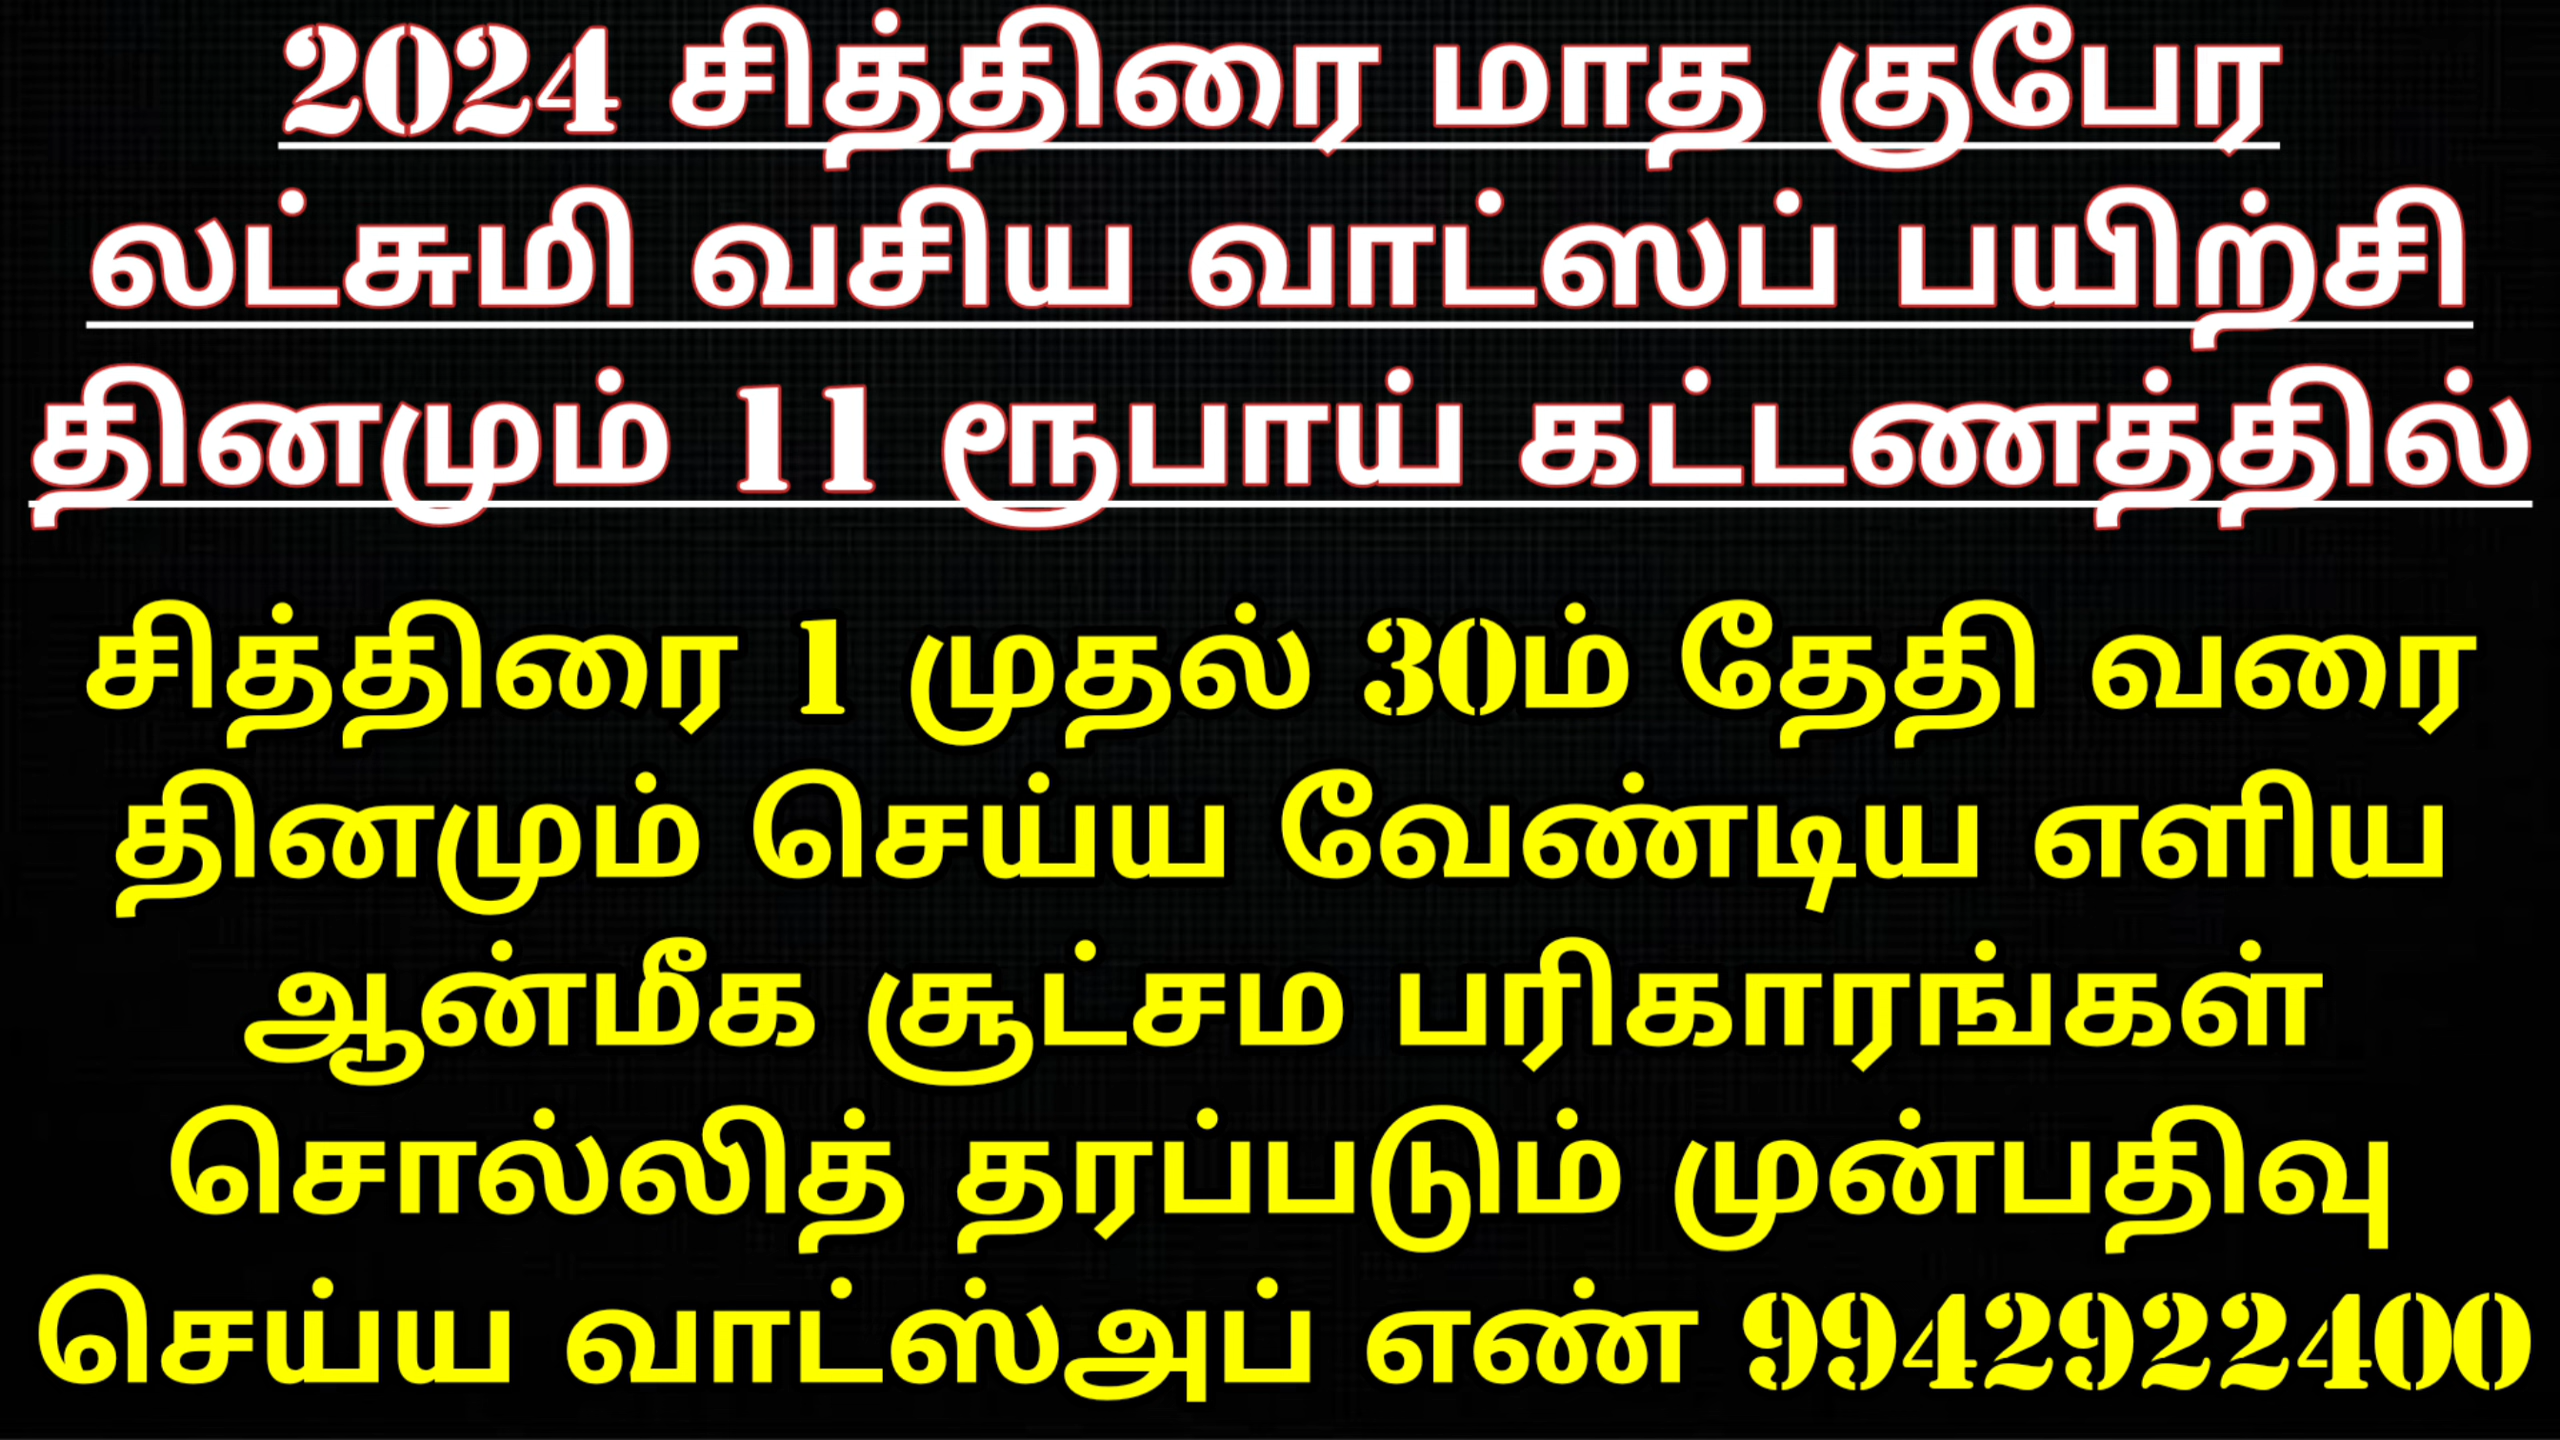 2024 சித்திரை மாத குபேர
லட்சுமி வசிய வாட்ஸப் பயிற்சி
தினமும் 11 ரூபாய் கட்டணத்தில்
சித்திரை 1 முதல் 30ம் தேதி வரை
தினமும் செய்ய வேண்டிய எளிய
ஆன்மீக சூட்சம பரிகாரங்கள்
சொல்லித் தரப்படும் முன்பதிவு
செய்ய வாட்ஸ்அப் எண் 9942922400